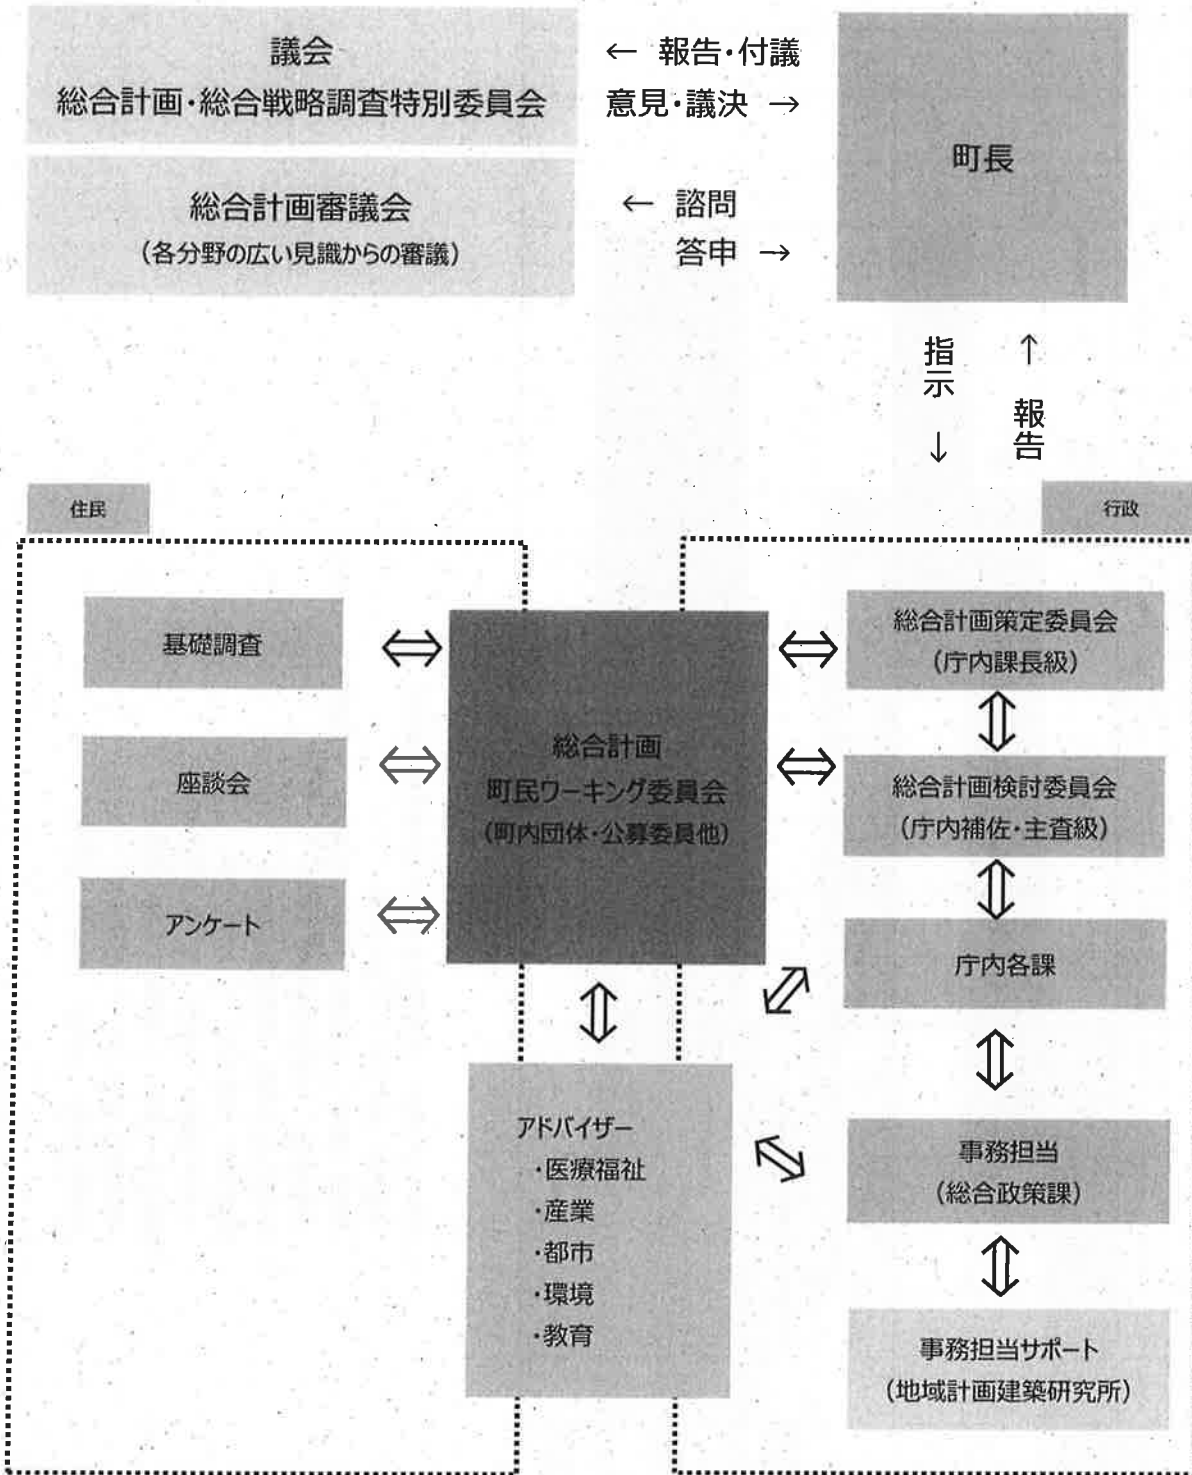 議会
総合計画・総合戦略調査特別委員会
← 報告・付議
意見・議決 →
町長
総合計画審議会
(各分野の広い見識からの審議)
← 諮問
答申 →
指示 ↓
↑ 報告
住民
行政
基礎調査
座談会
アンケート
総合計画
町民ワーキング委員会
(町内団体・公募委員他)
総合計画策定委員会
(庁内課長級)
総合計画検討委員会
(庁内補佐・主査級)
庁内各課
アドバイザー
・医療福祉
・産業
・都市
・環境
・教育
事務担当
(総合政策課)
事務担当サポート
(地域計画建築研究所)